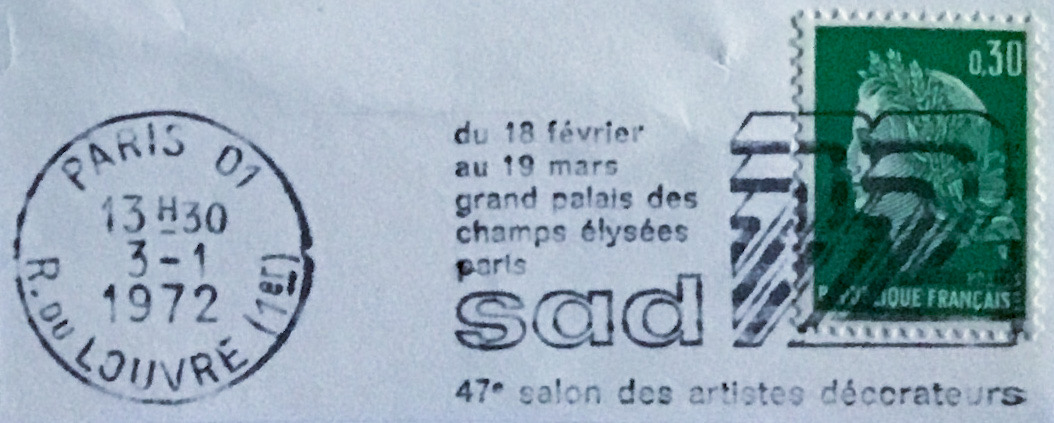 PARIS 01
13H30
3-1
1972
R. DU LOUVRE (1er)
du 18 février
au 19 mars
grand palais des
champs élysées
paris
sad
47e salon des artistes décorateurs
0,30
REPUBLIQUE FRANÇAISE